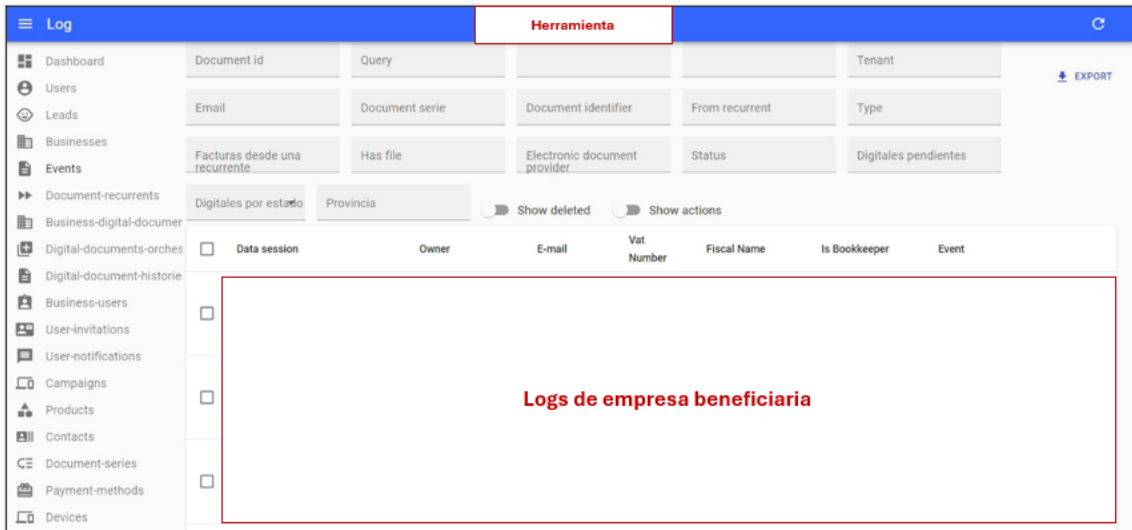 Log
Herramienta
Dashboard
Users
Leads
Businesses
Events
Document-recurrents
Business-digital-documer
Digital-documents-orches
Digital-document-historie
Business-users
User-invitations
User-notifications
Campaigns
Products
Contacts
Document-series
Payment-methods
Devices
Document id
Query
Tenant
EXPORT
Email
Document serie
Document identifier
From recurrent
Type
Facturas desde una
recurrente
Has file
Electronic document
provider
Status
Digitales pendientes
Digitales por estado
Provincia
Show deleted
Show actions
Data session
Owner
E-mail
Vat
Number
Fiscal Name
Is Bookkeeper
Event
Logs de empresa beneficiaria